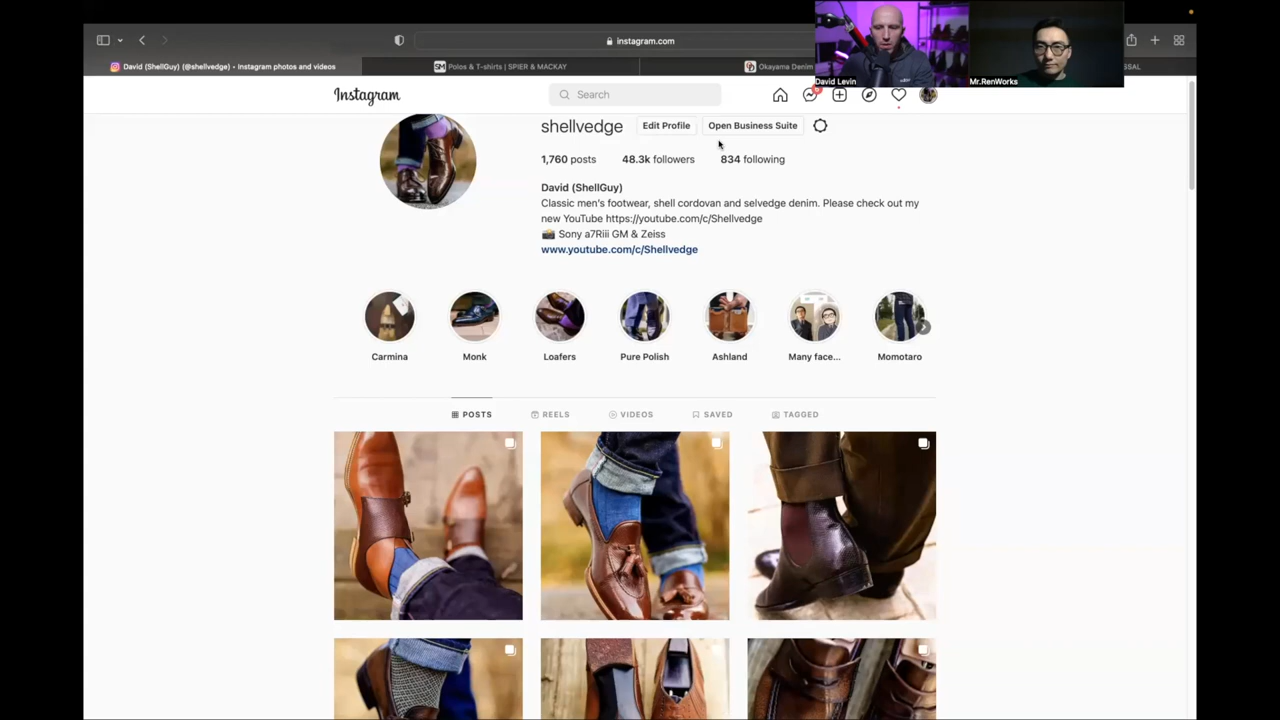 instagram.com
David (ShellGuy) (@shellvedge) • Instagram photos and videos
Polos & T-shirts | SPIER & MACKAY
Okayama Denim
SSAL
David Levin
Mr.RenWorks
Instagram
Search
shellvedge
Edit Profile
Open Business Suite
1,760 posts
48.3k followers
834 following
David (ShellGuy)
Classic men's footwear, shell cordovan and selvedge denim. Please check out my
new YouTube https://youtube.com/c/Shellvedge
📸 Sony a7Riii GM & Zeiss
www.youtube.com/c/Shellvedge
Carmina
Monk
Loafers
Pure Polish
Ashland
Many face...
Momotaro
POSTS
REELS
VIDEOS
SAVED
TAGGED